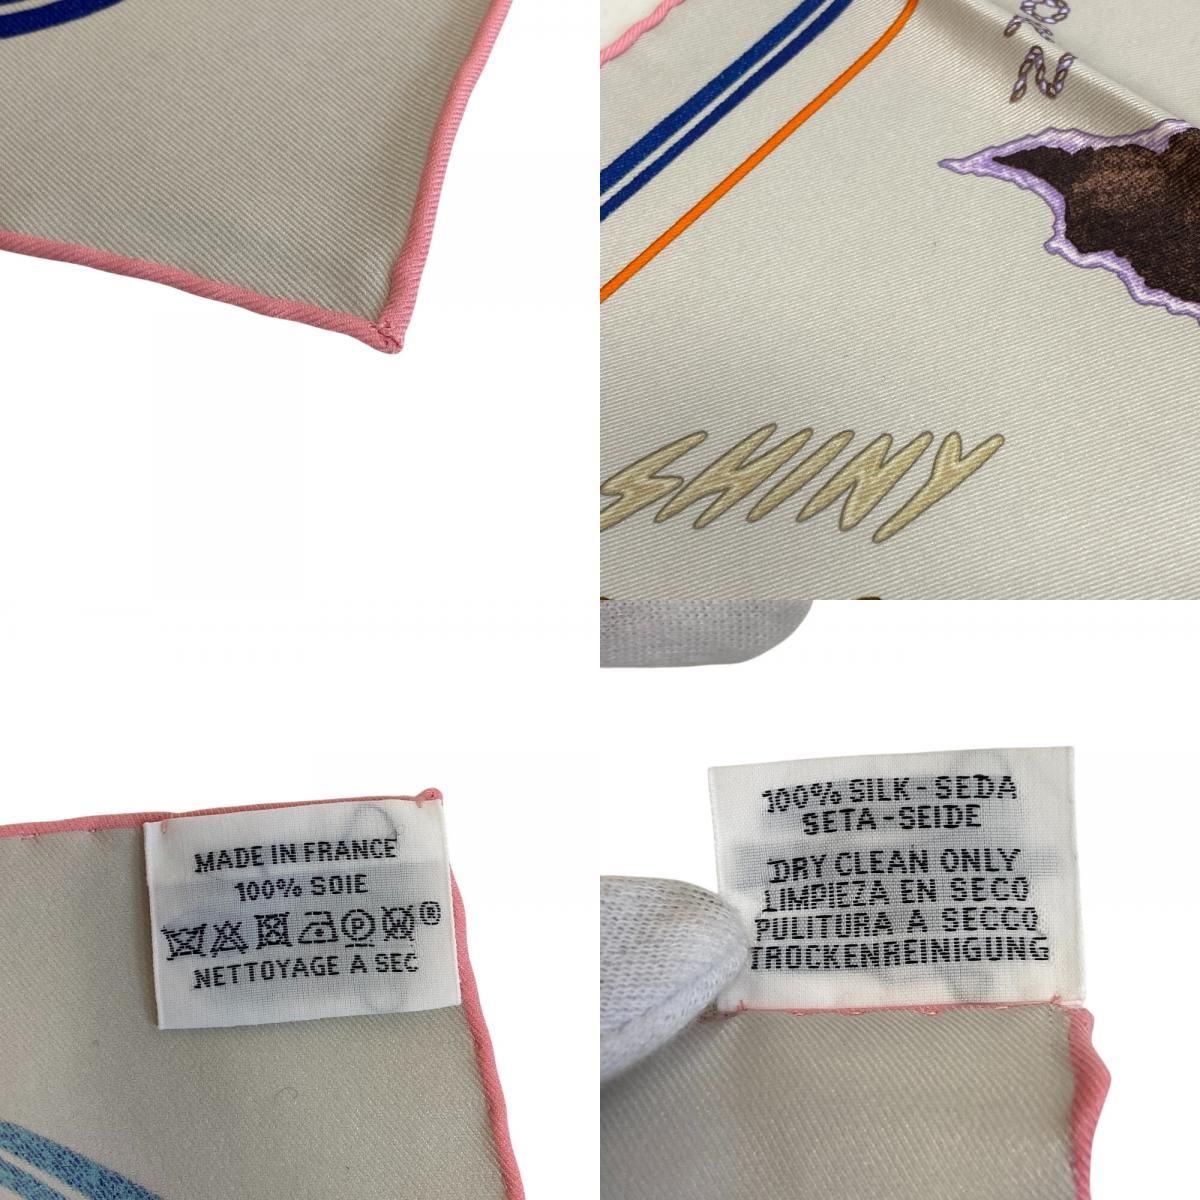 SHINY
MADE IN FRANCE
100% SOIE
®
NETTOYAGE A SEC
100% SILK - SEDA
SETA - SEIDE
DRY CLEAN ONLY
LIMPIEZA EN SECO
PULITURA A SECCO
TROCKENREINIGUNG